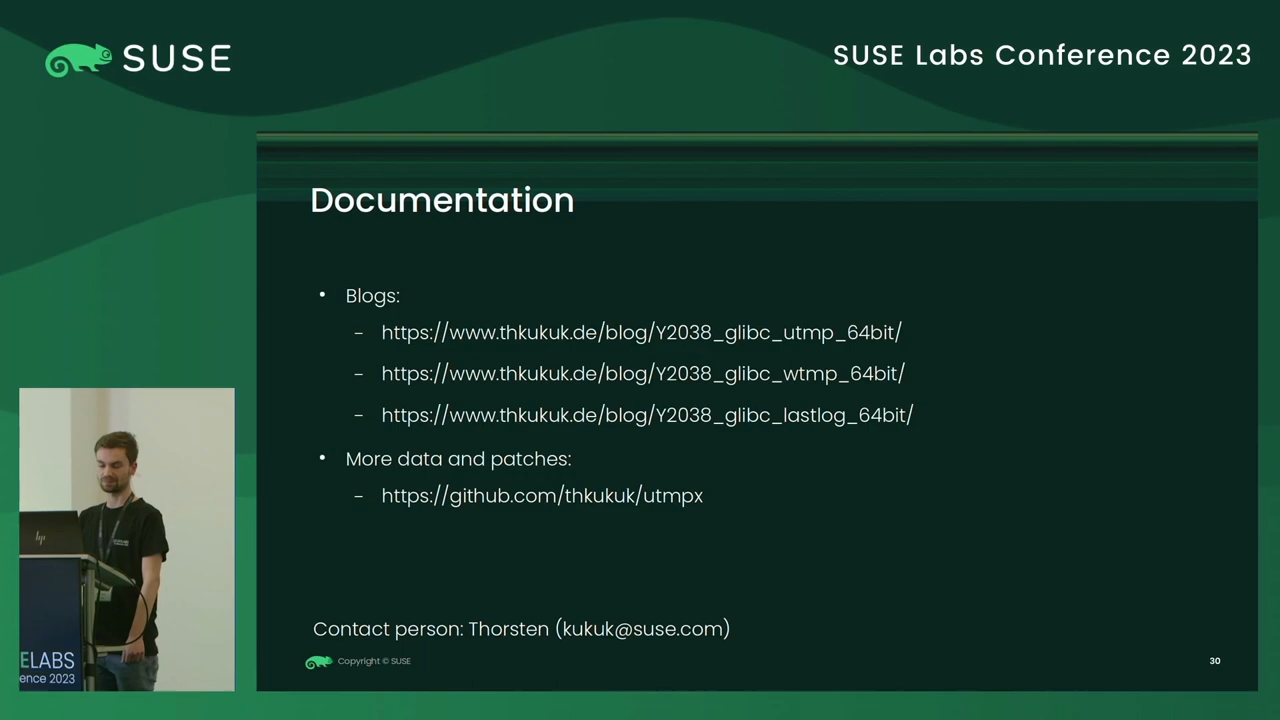 SUSE
SUSE Labs Conference 2023
Documentation
• Blogs:
– https://www.thkukuk.de/blog/Y2038_glibc_utmp_64bit/
– https://www.thkukuk.de/blog/Y2038_glibc_wtmp_64bit/
– https://www.thkukuk.de/blog/Y2038_glibc_lastlog_64bit/
• More data and patches:
– https://github.com/thkukuk/utmpx
Contact person: Thorsten (kukuk@suse.com)
Copyright © SUSE
30
hp
ELABS
ence 2023